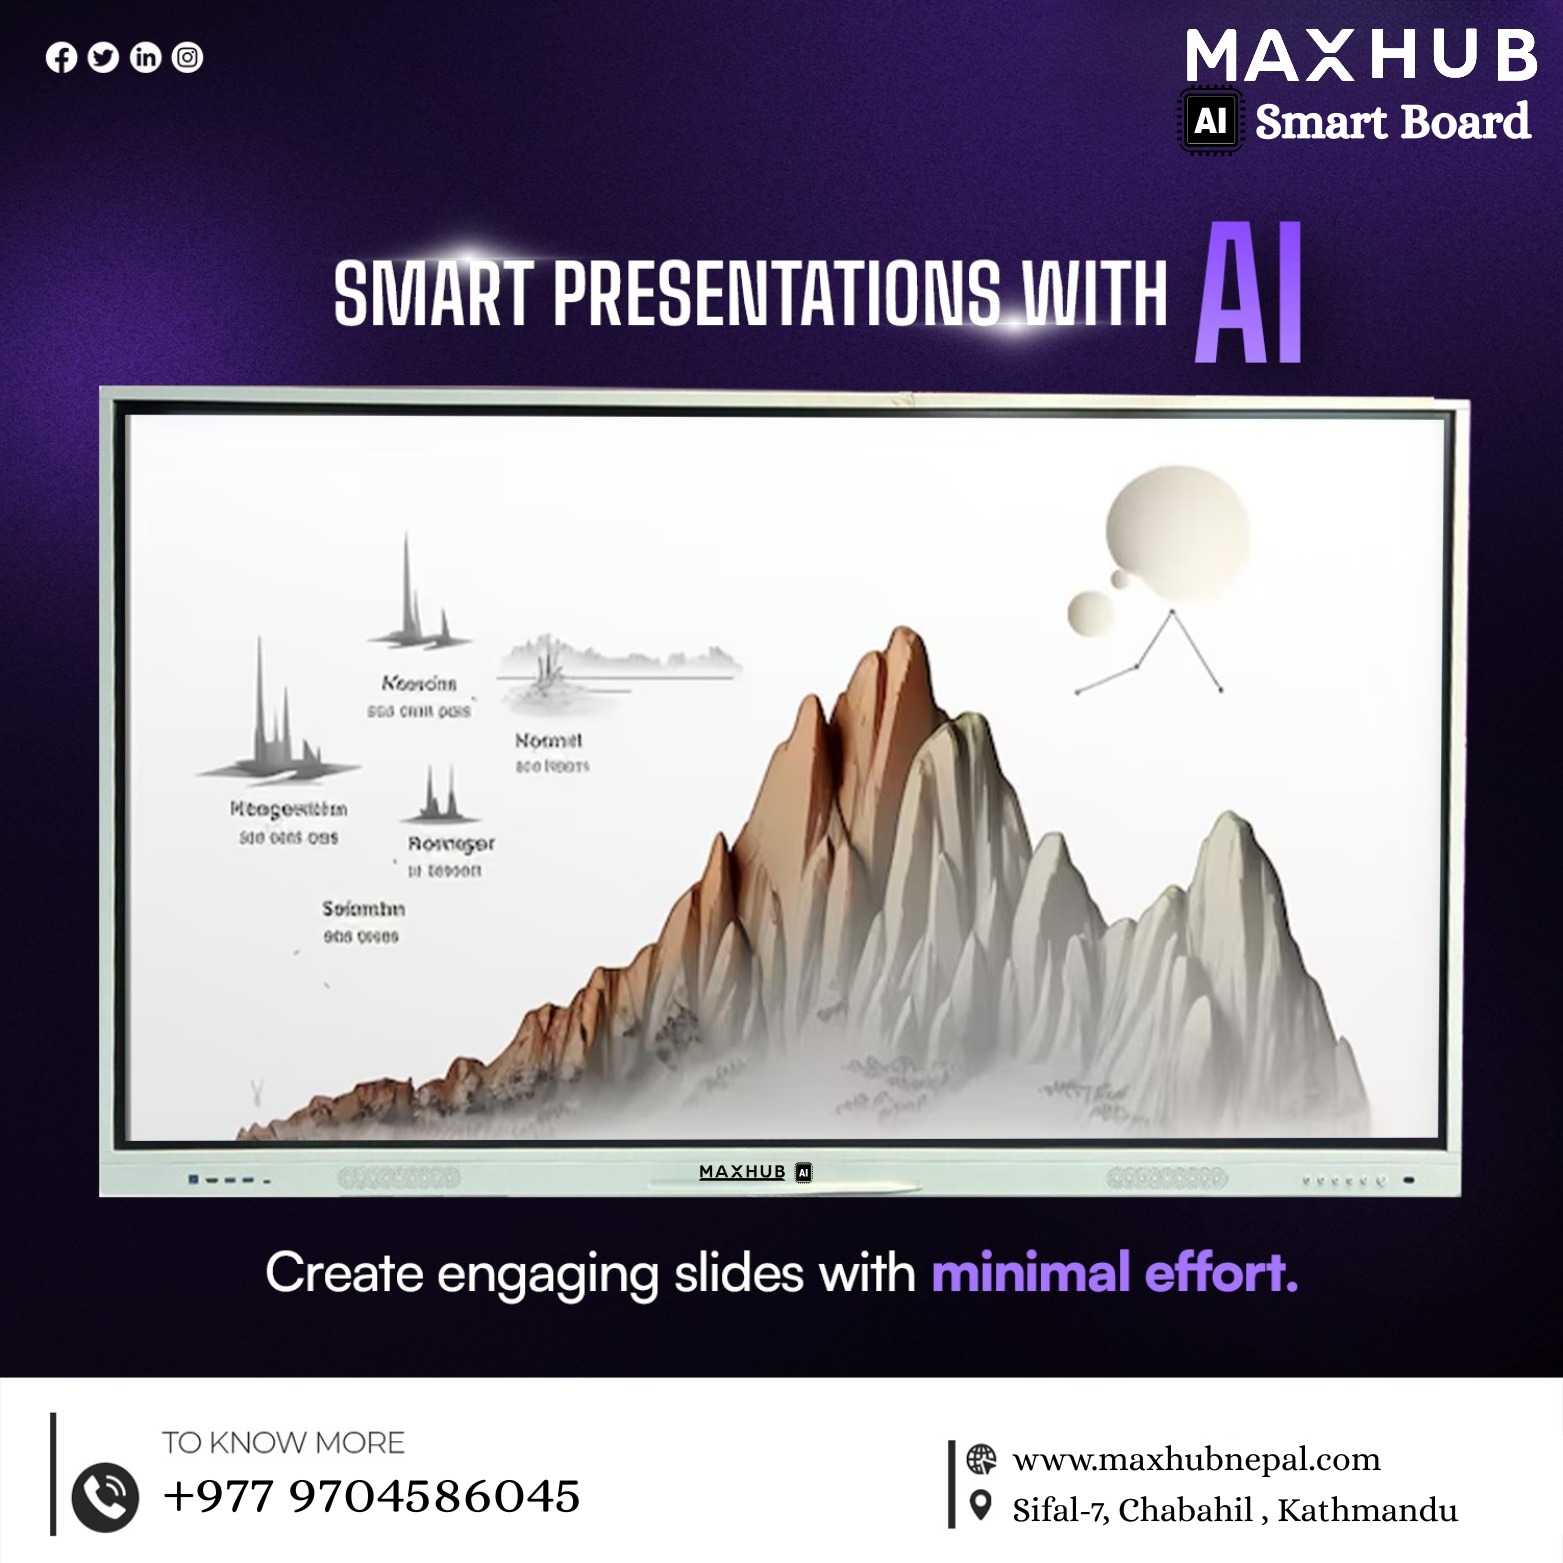 MAXHUB
AI Smart Board
SMART PRESENTATIONS WITH AI
MAXHUB AI
Create engaging slides with minimal effort.
TO KNOW MORE
+977 9704586045
www.maxhubnepal.com
Sifal-7, Chabahil , Kathmandu